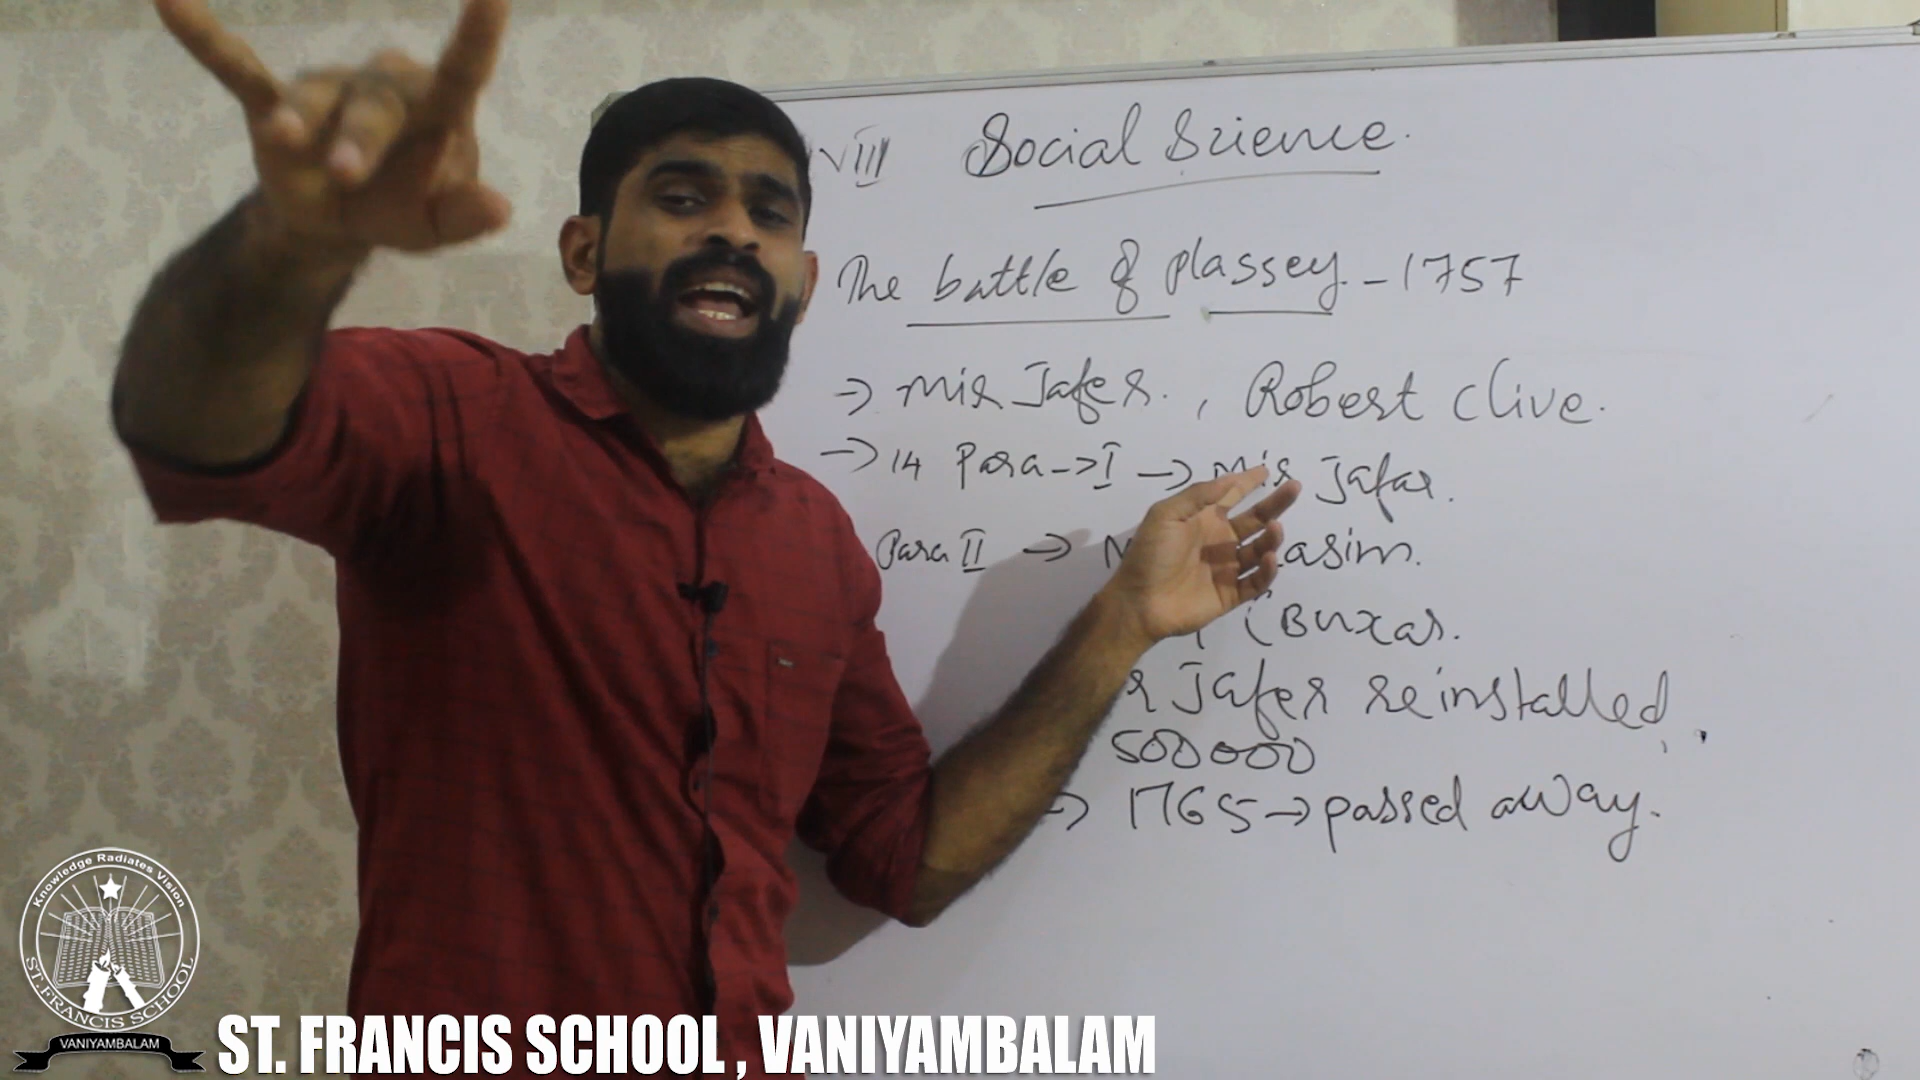 VIII Social Science.
The battle of Plassey. - 1757
→ Mir Jafer. , Robert Clive.
→ 14 Para → I → Mir Jafar.
Para II → asim.
(Buxar.
r Jafer reinstalled.
500000
→ 1765 → passed away.
Knowledge Radiates Vision
ST. FRANCIS SCHOOL
VANIYAMBALAM
ST. FRANCIS SCHOOL , VANIYAMBALAM